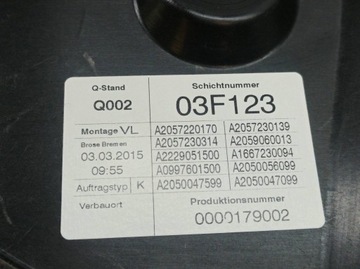 Q-Stand Schichtnummer
Q002 03F123
Montage VL A2057220170 A2057230139
Brose Bremen A2057230314 A2059060013
03.03.2015 A2229051500 A1667230094
09:55 A0997601500 A2050056099
Auftragstyp K A2050047599 A2050047099
Verbauort Produktionsnummer
0000179002